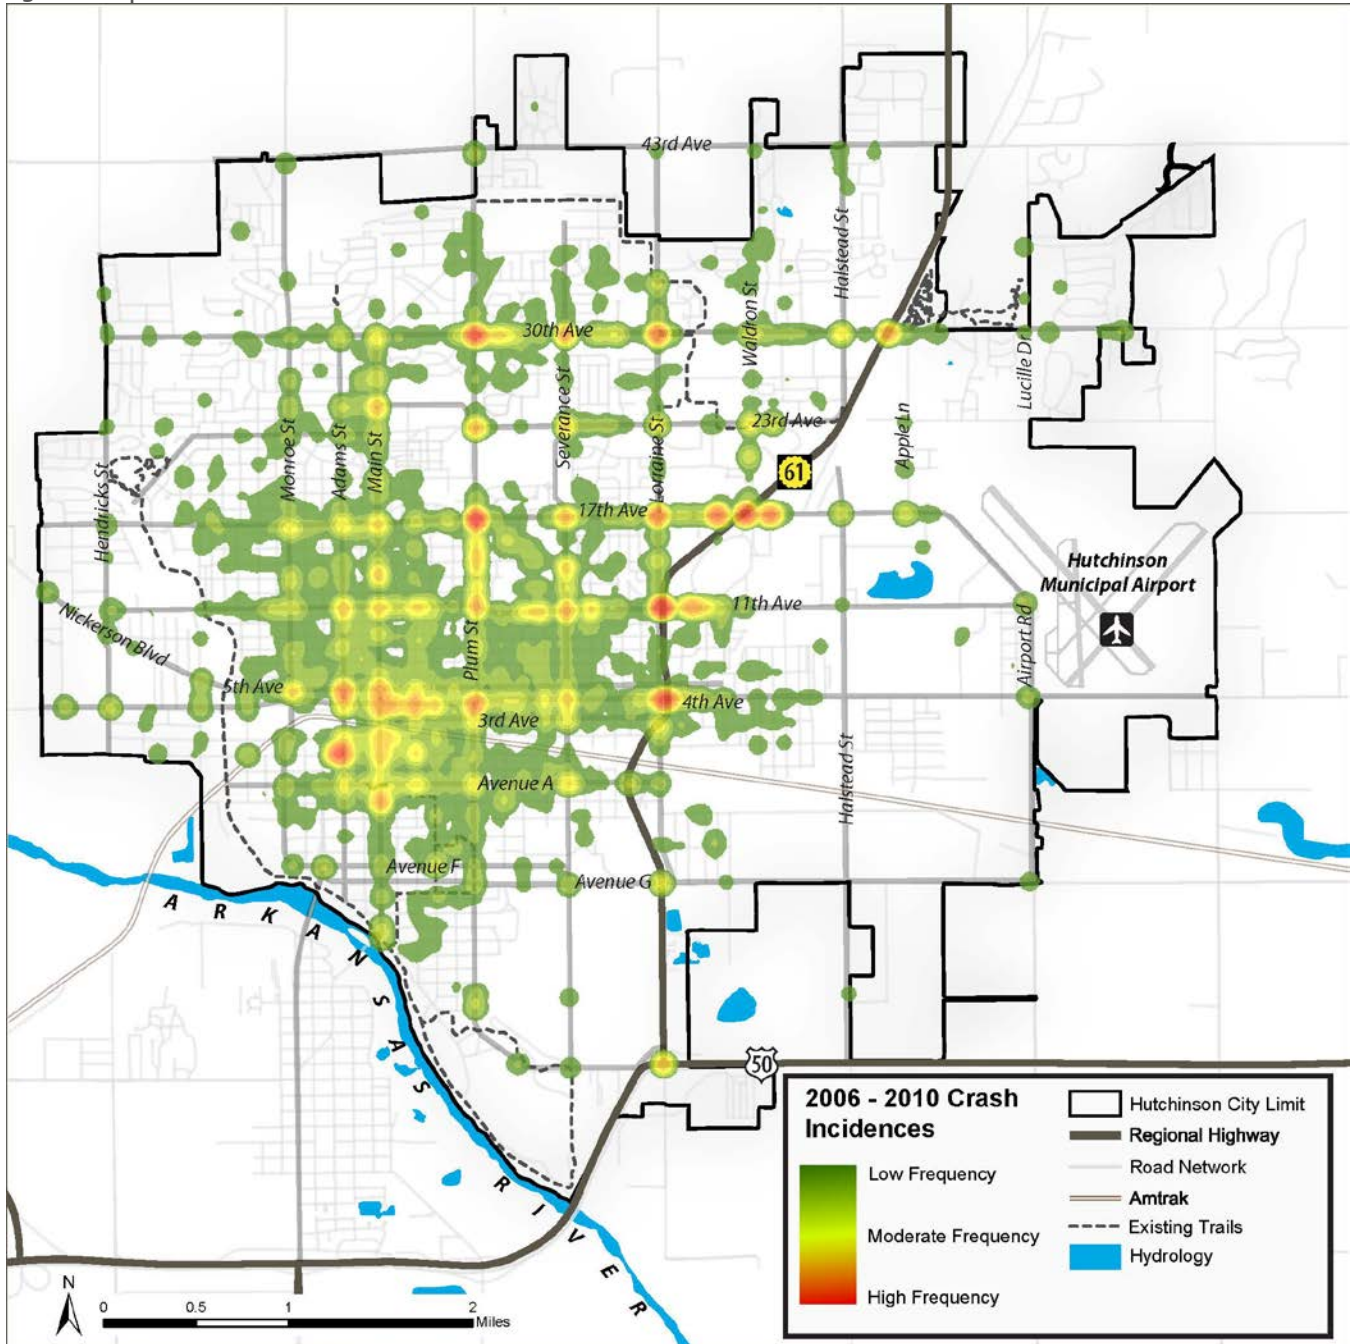 43rd Ave
Halstead St
30th Ave
Waldron St
Lucille Dr
Severance St
23rd Ave
Apple Ln
Lorraine St
Monroe St
Adams St
Main St
Hendricks St
61
17th Ave
Hutchinson
Municipal Airport
11th Ave
Nickerson Blvd
Plum St
Airport Rd
5th Ave
4th Ave
3rd Ave
Avenue A
Halstead St
Avenue F
Avenue G
ARKANSAS RIVER
50
2006 - 2010 Crash
Incidences
Low Frequency
Moderate Frequency
High Frequency
Hutchinson City Limit
Regional Highway
Road Network
Amtrak
Existing Trails
Hydrology
N
0 0.5 1 2
Miles